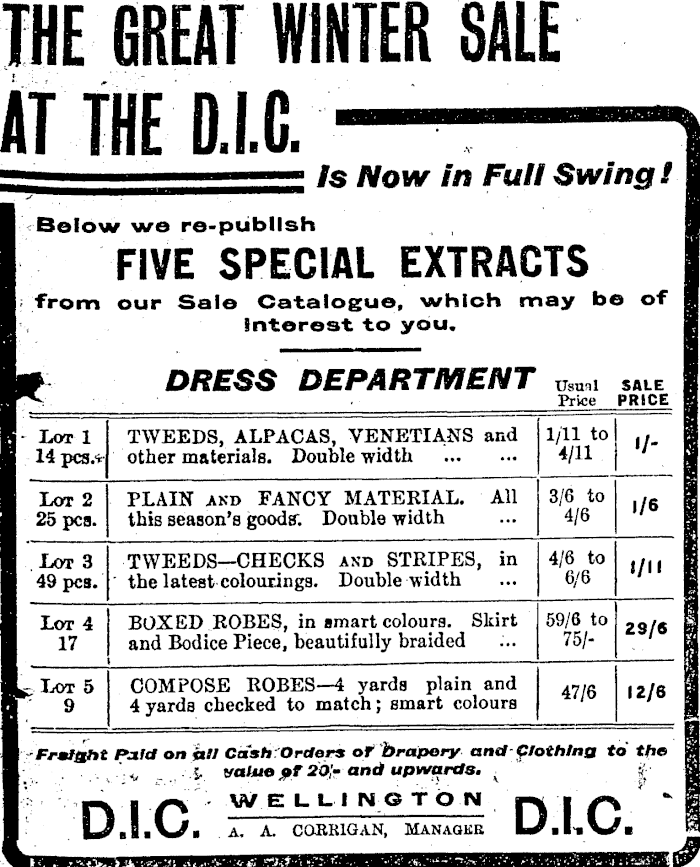 THE GREAT WINTER SALE
AT THE D.I.C.
Is Now in Full Swing!
Below we re-publish
FIVE SPECIAL EXTRACTS
from our Sale Catalogue, which may be of
interest to you.
DRESS DEPARTMENT Usual Price SALE PRICE
Lot 1 TWEEDS, ALPACAS, VENETIANS and 1/11 to 1/-
14 pcs. other materials. Double width ... ... 4/11
Lot 2 PLAIN AND FANCY MATERIAL. All 3/6 to 1/6
25 pcs. this season's goods. Double width ... 4/6
Lot 3 TWEEDS—CHECKS AND STRIPES, in 4/6 to 1/11
49 pcs. the latest colourings. Double width ... 6/6
Lot 4 BOXED ROBES, in smart colours. Skirt 59/6 to 29/6
17 and Bodice Piece, beautifully braided ... 75/-
Lot 5 COMPOSE ROBES—4 yards plain and 47/6 12/6
9 4 yards checked to match; smart colours
Freight Paid on all Cash Orders of Drapery and Clothing to the
value of 20/- and upwards.
D.I.C. WELLINGTON D.I.C.
A. A. CORRIGAN, MANAGER